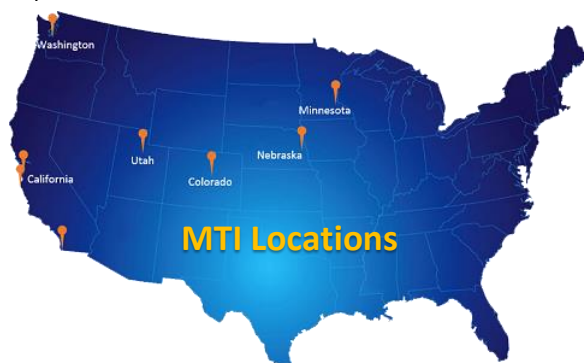 Washington
Minnesota
Utah
Nebraska
Colorado
California
MTI Locations